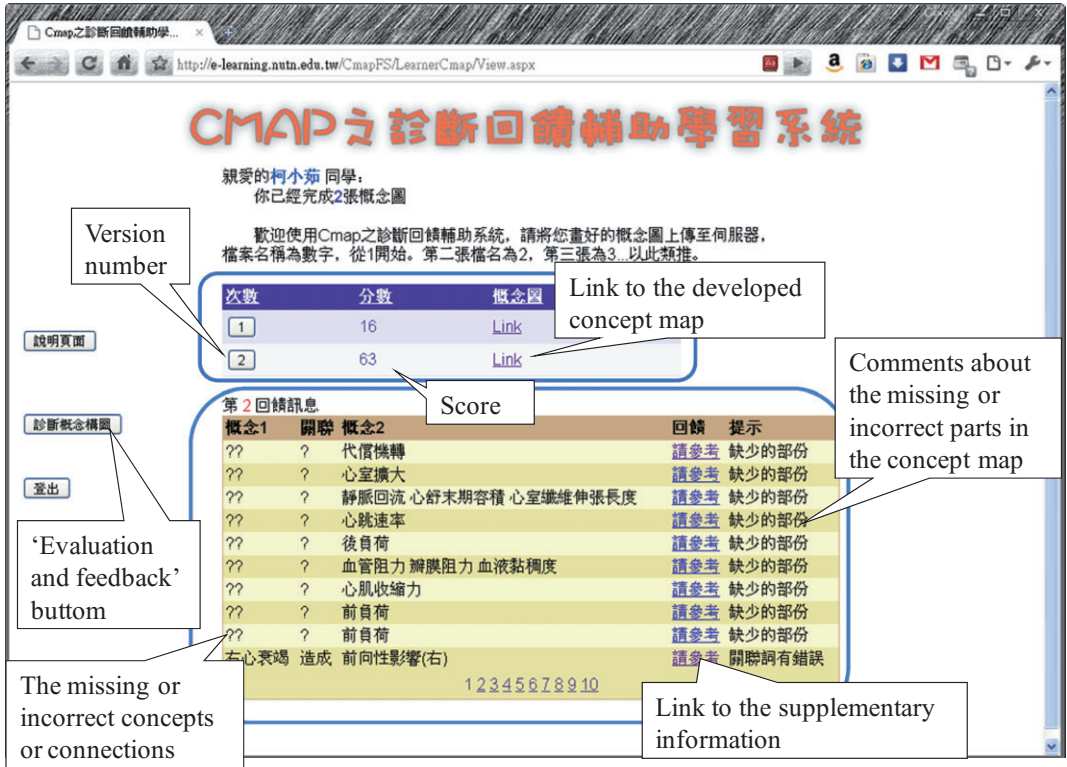 Cmap之診斷回饋輔助學...
http://e-learning.nutn.edu.tw/CmapFS/LearnerCmap/View.aspx
CMAP之診斷回饋輔助學習系統
親愛的柯小茹 同學:
你已經完成2張概念圖
歡迎使用Cmap之診斷回饋輔助系統, 請將您畫好的概念圖上傳至伺服器,
檔案名稱為數字, 從1開始。第二張檔名為2, 第三張為3...以此類推。
Version
number
Link to the developed
concept map
次數 分數 概念圖
1 16 Link
2 63 Link
Score
說明頁面
診斷概念構圖
登出
Comments about
the missing or
incorrect parts in
the concept map
第 2 回饋訊息
概念1 關聯 概念2 回饋 提示
?? ? 代償機轉 請參考 缺少的部份
?? ? 心室擴大 請參考 缺少的部份
?? ? 靜脈回流 心舒末期容積 心室纖維伸張長度 請參考 缺少的部份
?? ? 心跳速率 請參考 缺少的部份
?? ? 後負荷 請參考 缺少的部份
?? ? 血管阻力 瓣膜阻力 血液黏稠度 請參考 缺少的部份
?? ? 心肌收縮力 請參考 缺少的部份
?? ? 前負荷 請參考 缺少的部份
?? ? 前負荷 請參考 缺少的部份
右心衰竭 造成 前向性影響(右) 請參考 關聯詞有錯誤
1 2 3 4 5 6 7 8 9 10
‘Evaluation
and feedback’
buttom
The missing or
incorrect concepts
or connections
Link to the supplementary
information